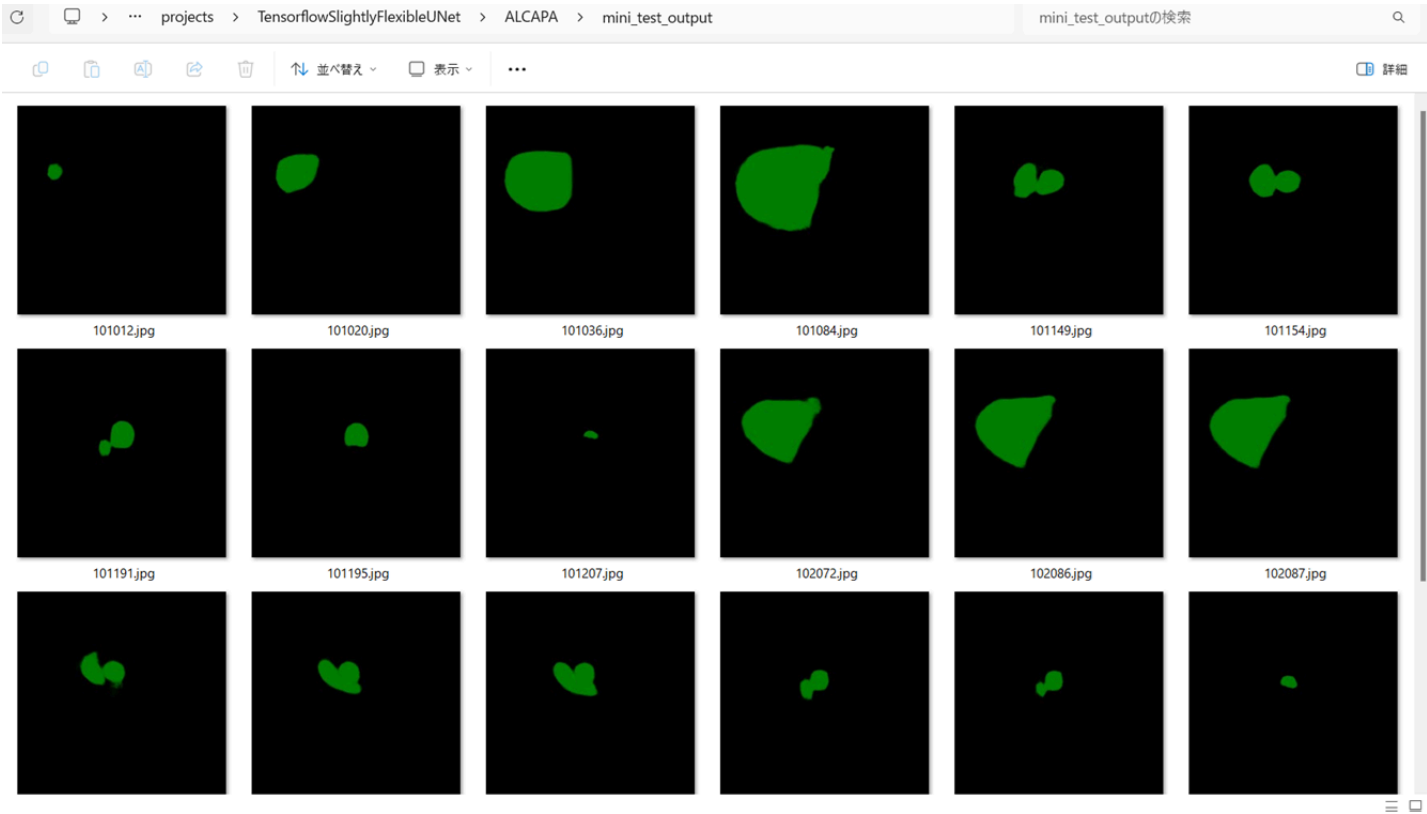 projects > TensorflowSlightlyFlexibleUNet > ALCAPA > mini_test_output
mini_test_outputの検索
並べ替え
表示
詳細
101012.jpg
101020.jpg
101036.jpg
101084.jpg
101149.jpg
101154.jpg
101191.jpg
101195.jpg
101207.jpg
102072.jpg
102086.jpg
102087.jpg